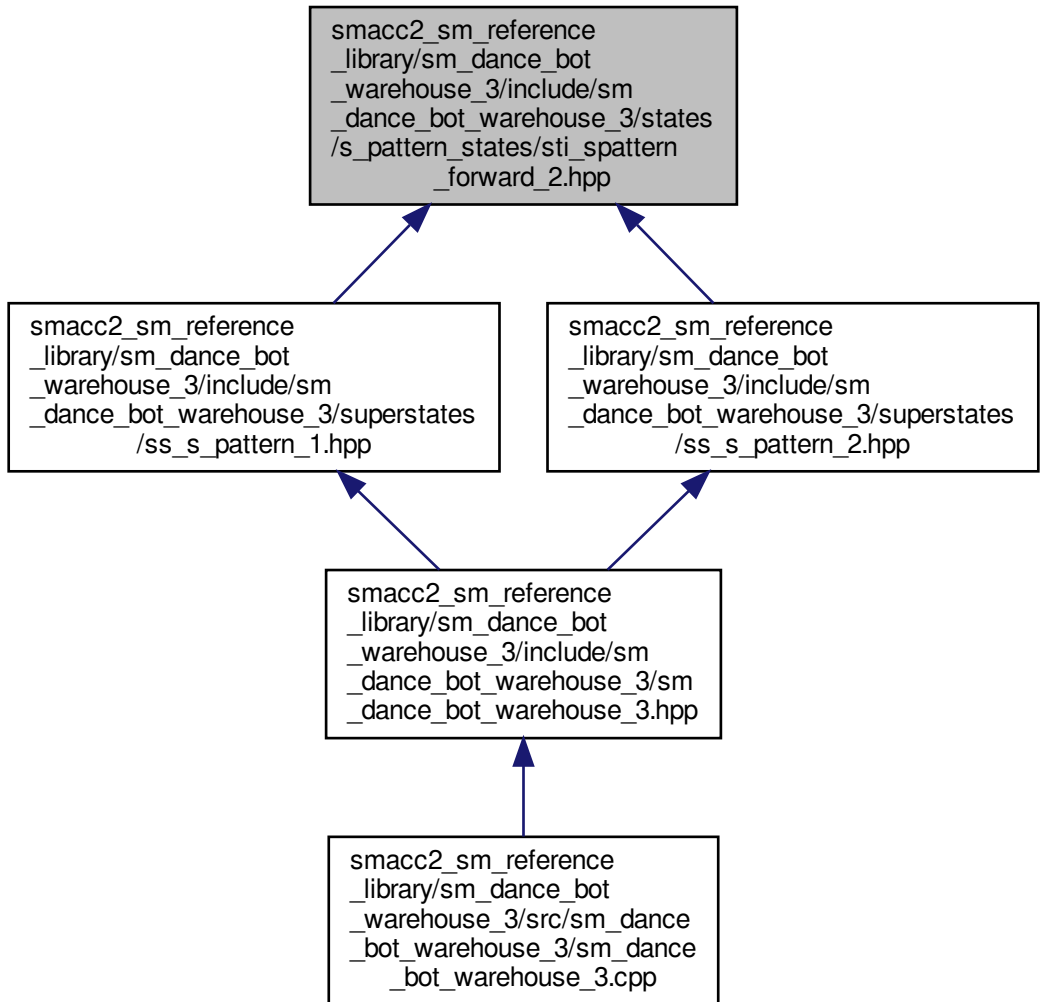 smacc2_sm_reference
_library/sm_dance_bot
_warehouse_3/include/sm
_dance_bot_warehouse_3/states
/s_pattern_states/sti_spattern
_forward_2.hpp
smacc2_sm_reference
_library/sm_dance_bot
_warehouse_3/include/sm
_dance_bot_warehouse_3/superstates
/ss_s_pattern_1.hpp
smacc2_sm_reference
_library/sm_dance_bot
_warehouse_3/include/sm
_dance_bot_warehouse_3/superstates
/ss_s_pattern_2.hpp
smacc2_sm_reference
_library/sm_dance_bot
_warehouse_3/include/sm
_dance_bot_warehouse_3/sm
_dance_bot_warehouse_3.hpp
smacc2_sm_reference
_library/sm_dance_bot
_warehouse_3/src/sm_dance
_bot_warehouse_3/sm_dance
_bot_warehouse_3.cpp